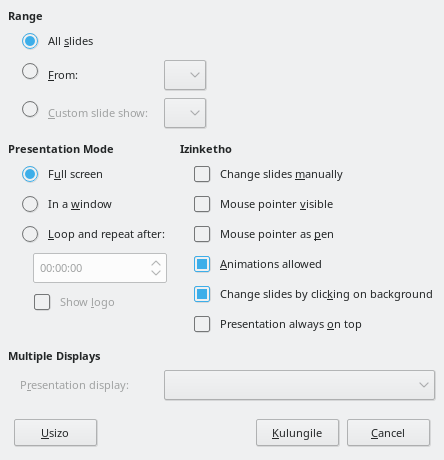 Range
All slides
From:
Custom slide show:
Presentation Mode
Izinketho
Full screen
Change slides manually
In a window
Mouse pointer visible
Loop and repeat after:
Mouse pointer as pen
00:00:00
Animations allowed
Show logo
Change slides by clicking on background
Presentation always on top
Multiple Displays
Presentation display:
Usizo
Kulungile
Cancel